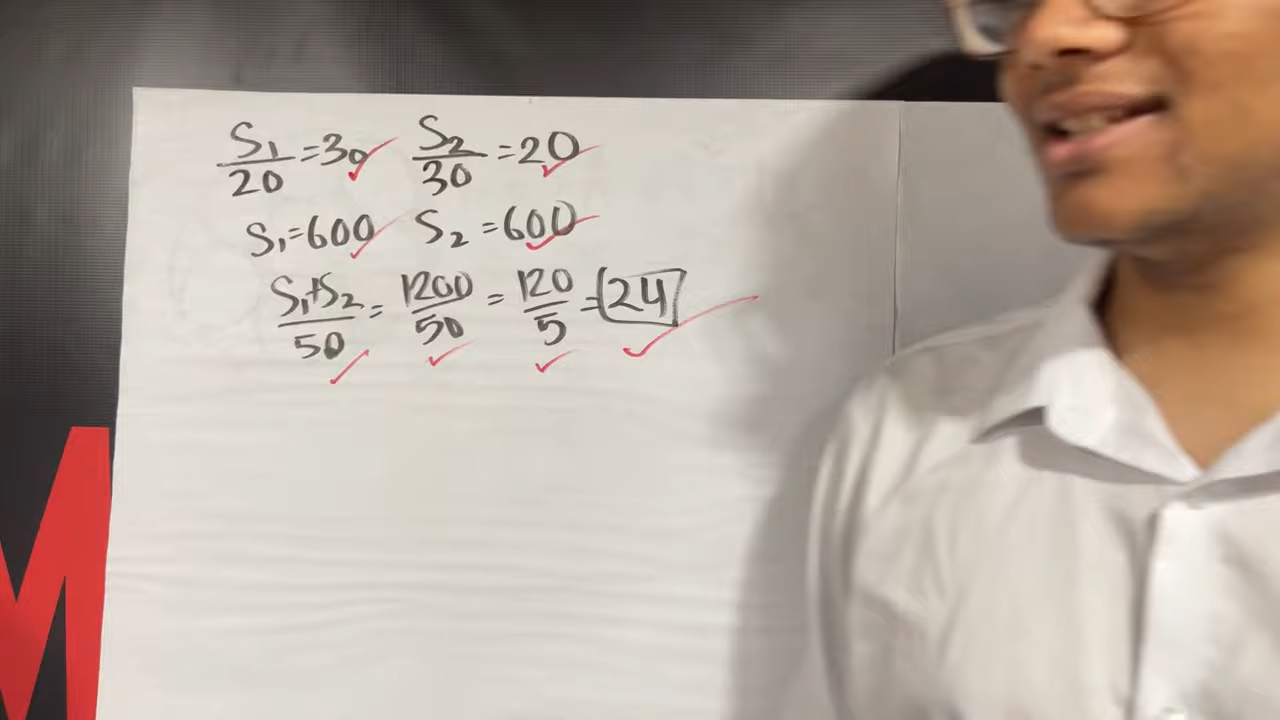 S₁/20 = 30 S₂/30 = 20
S₁ = 600 S₂ = 600
S₁+S₂/50 = 1200/50 = 120/5 = 24
M